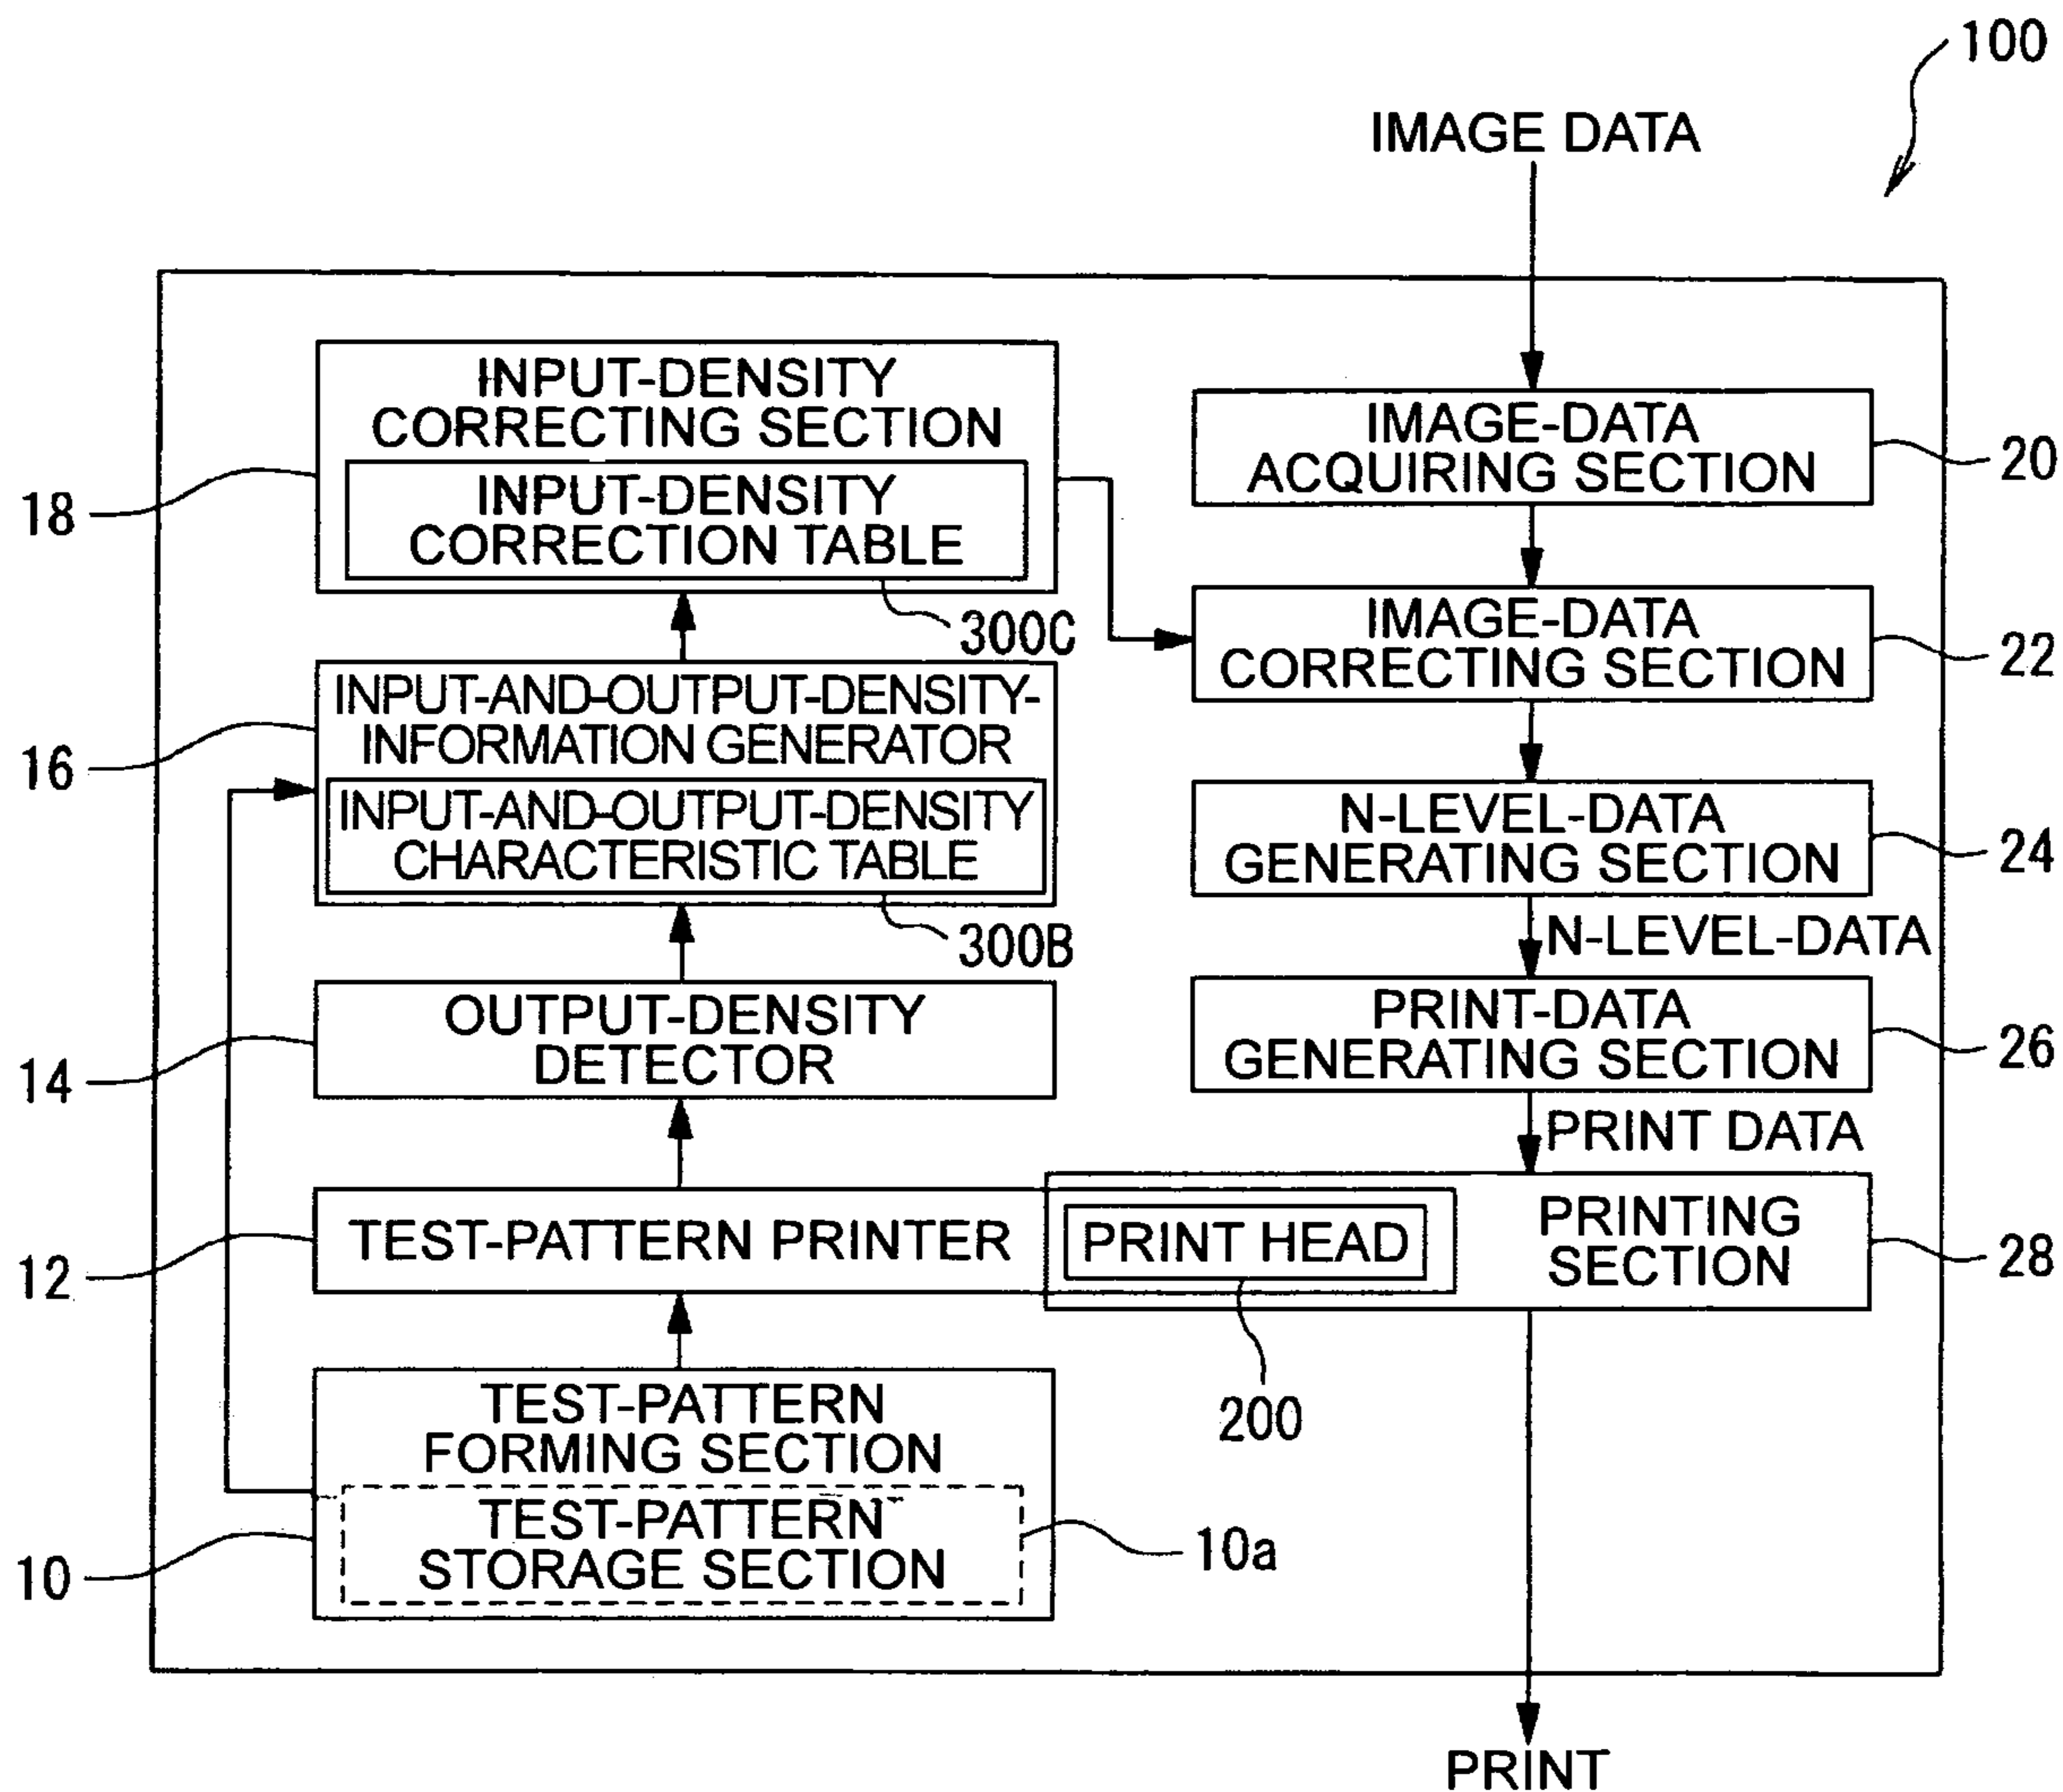 100
IMAGE DATA
INPUT-DENSITY
CORRECTING SECTION
INPUT-DENSITY
CORRECTION TABLE
18
300C
INPUT-AND-OUTPUT-DENSITY-
INFORMATION GENERATOR
INPUT-AND-OUTPUT-DENSITY
CHARACTERISTIC TABLE
16
300B
OUTPUT-DENSITY
DETECTOR
14
TEST-PATTERN PRINTER
12
PRINT HEAD
200
TEST-PATTERN
FORMING SECTION
TEST-PATTERN
STORAGE SECTION
10
10a
IMAGE-DATA
ACQUIRING SECTION
20
IMAGE-DATA
CORRECTING SECTION
22
N-LEVEL-DATA
GENERATING SECTION
24
N-LEVEL-DATA
PRINT-DATA
GENERATING SECTION
26
PRINT DATA
PRINTING
SECTION
28
PRINT